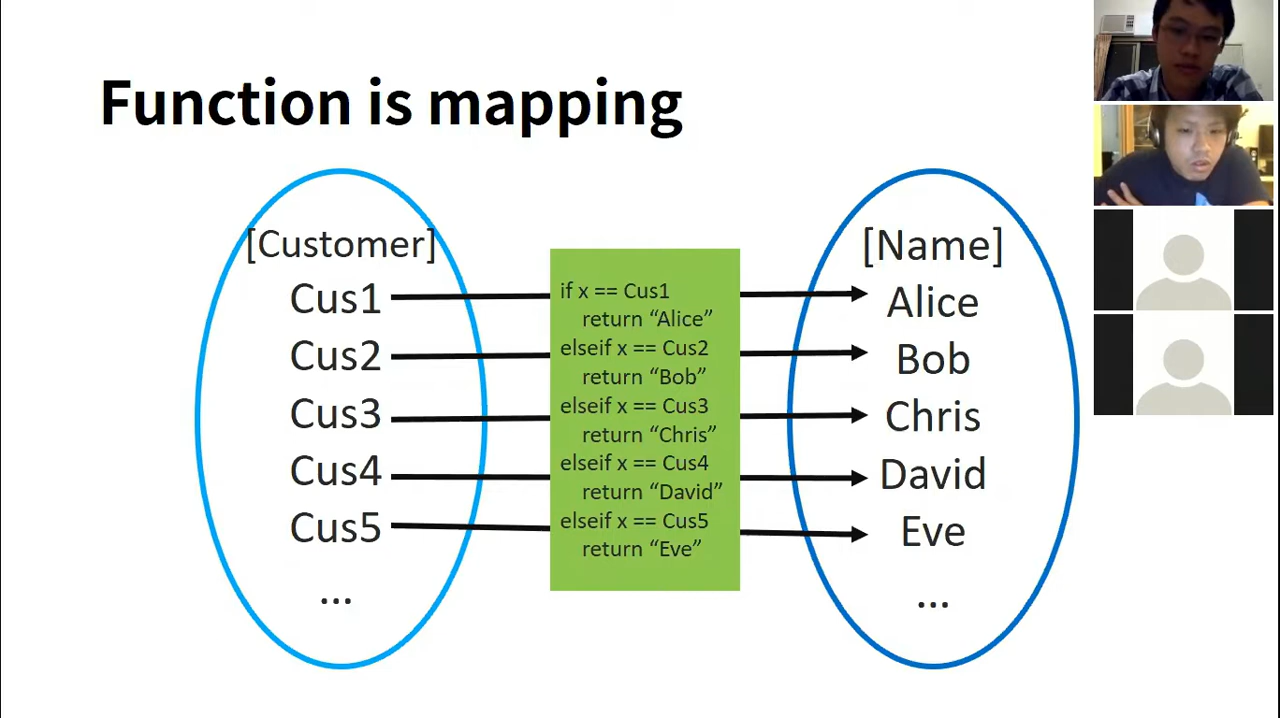 Function is mapping
[Customer]
Cus1
Cus2
Cus3
Cus4
Cus5
...
if x == Cus1
return “Alice”
elseif x == Cus2
return “Bob”
elseif x == Cus3
return “Chris”
elseif x == Cus4
return “David”
elseif x == Cus5
return “Eve”
[Name]
Alice
Bob
Chris
David
Eve
...